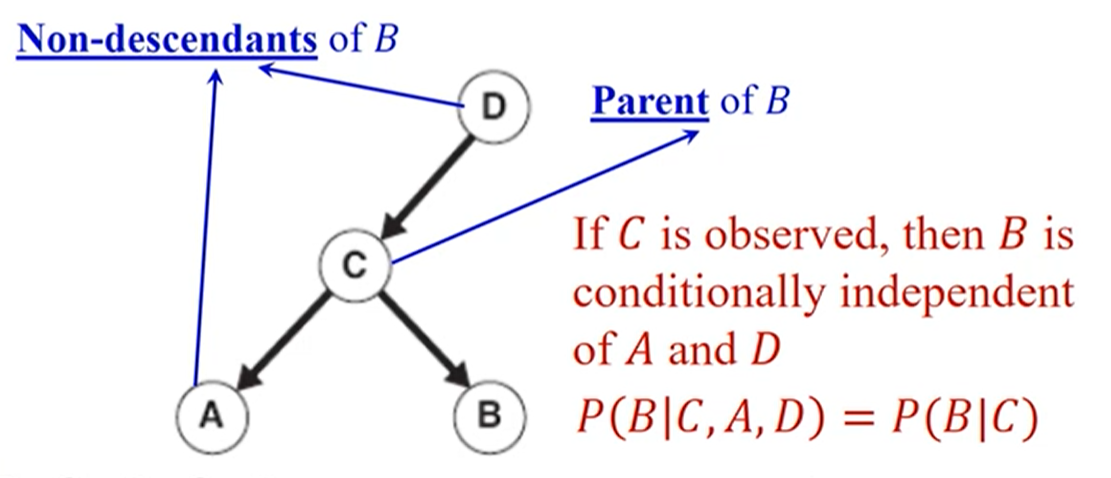 Non-descendants of B
D
Parent of B
C
If C is observed, then B is
conditionally independent
of A and D
A
B
P(B|C, A, D) = P(B|C)